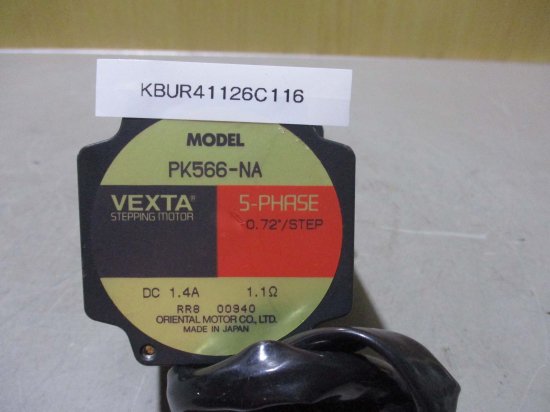 KBUR41126C116
MODEL
PK566-NA
VEXTA®
STEPPING MOTOR
5-PHASE
0.72°/STEP
DC 1.4A 1.1Ω
RR8 00940
ORIENTAL MOTOR CO., LTD.
MADE IN JAPAN